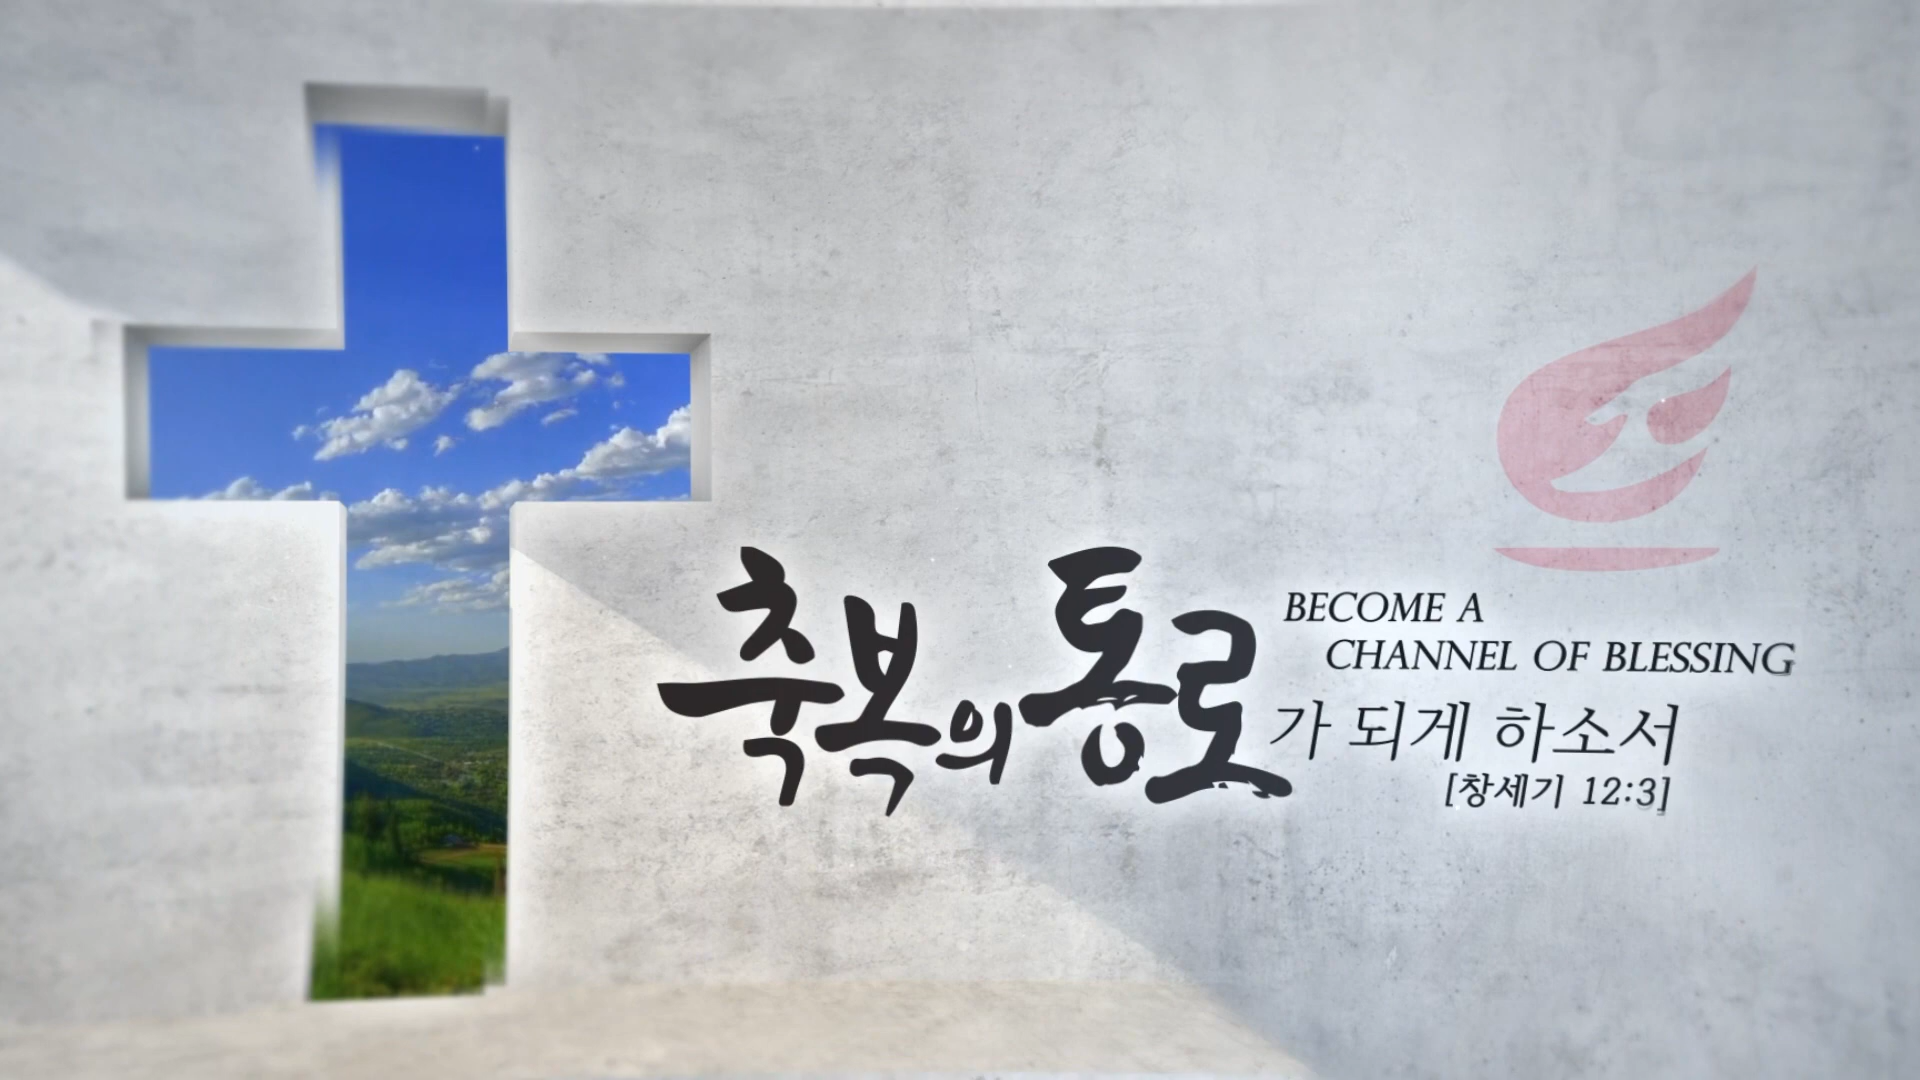 축복의 통로
BECOME A
CHANNEL OF BLESSING
가 되게 하소서
[창세기 12:3]